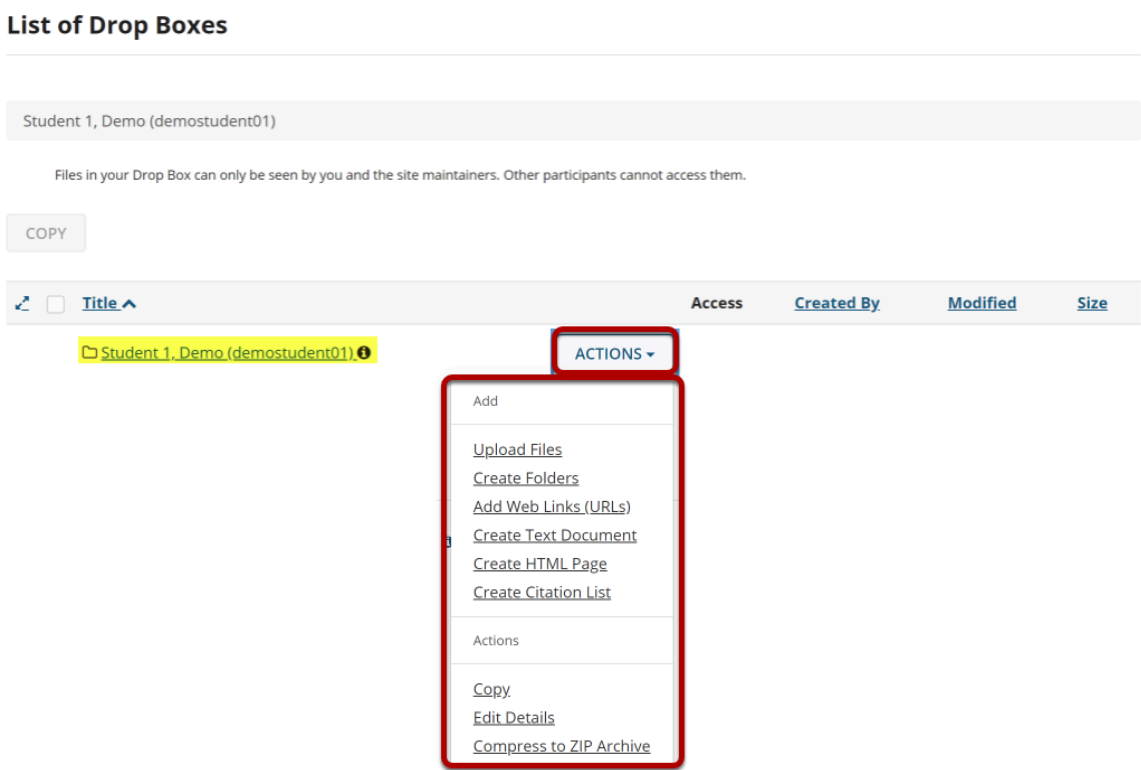 List of Drop Boxes
Student 1, Demo (demostudent01)
Files in your Drop Box can only be seen by you and the site maintainers. Other participants cannot access them.
COPY
Title Access Created By Modified Size
Student 1, Demo (demostudent01) ACTIONS
Add
Upload Files
Create Folders
Add Web Links (URLs)
Create Text Document
Create HTML Page
Create Citation List
Actions
Copy
Edit Details
Compress to ZIP Archive